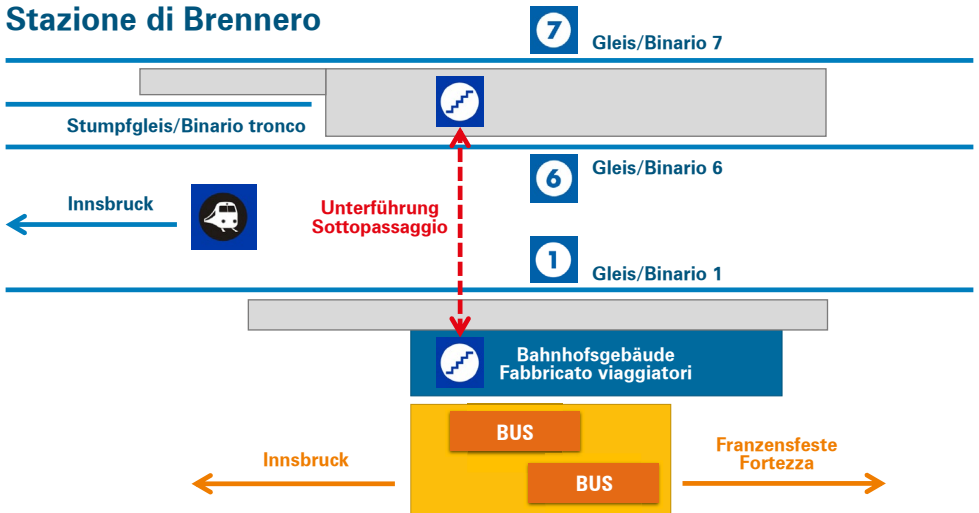 Stazione di Brennero
7
Gleis/Binario 7
Stumpfgleis/Binario tronco
6
Gleis/Binario 6
Innsbruck
Unterführung
Sottopassaggio
1
Gleis/Binario 1
Bahnhofsgebäude
Fabbricato viaggiatori
BUS
Innsbruck
Franzensfeste
Fortezza
BUS